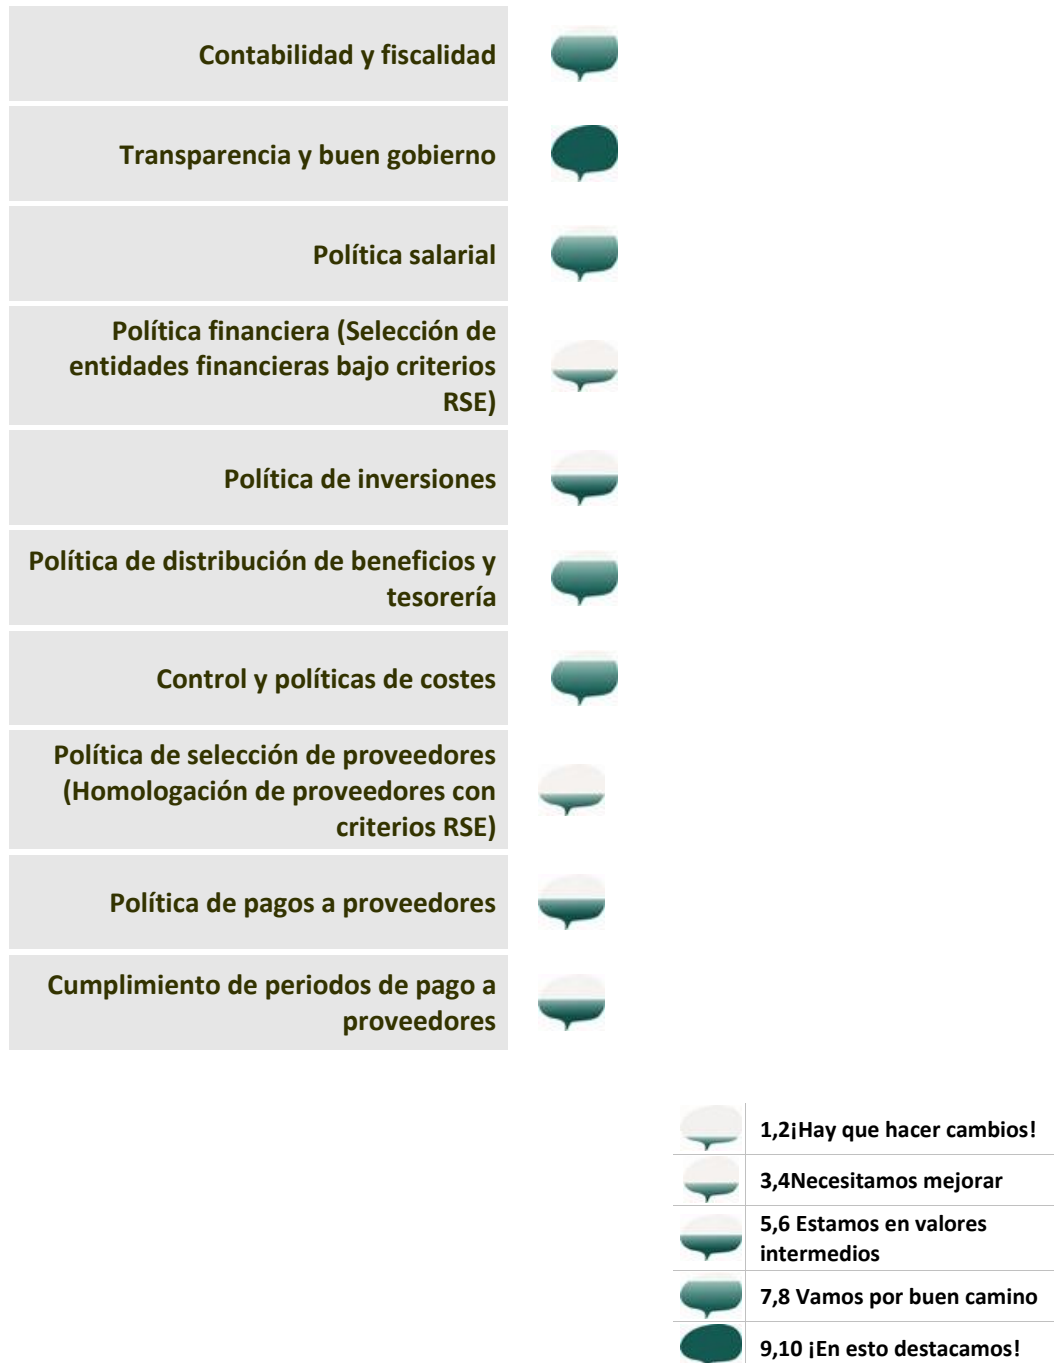 Contabilidad y fiscalidad
Transparencia y buen gobierno
Política salarial
Política financiera (Selección de
entidades financieras bajo criterios
RSE)
Política de inversiones
Política de distribución de beneficios y
tesorería
Control y políticas de costes
Política de selección de proveedores
(Homologación de proveedores con
criterios RSE)
Política de pagos a proveedores
Cumplimiento de periodos de pago a
proveedores
1,2¡Hay que hacer cambios!
3,4Necesitamos mejorar
5,6 Estamos en valores
intermedios
7,8 Vamos por buen camino
9,10 ¡En esto destacamos!